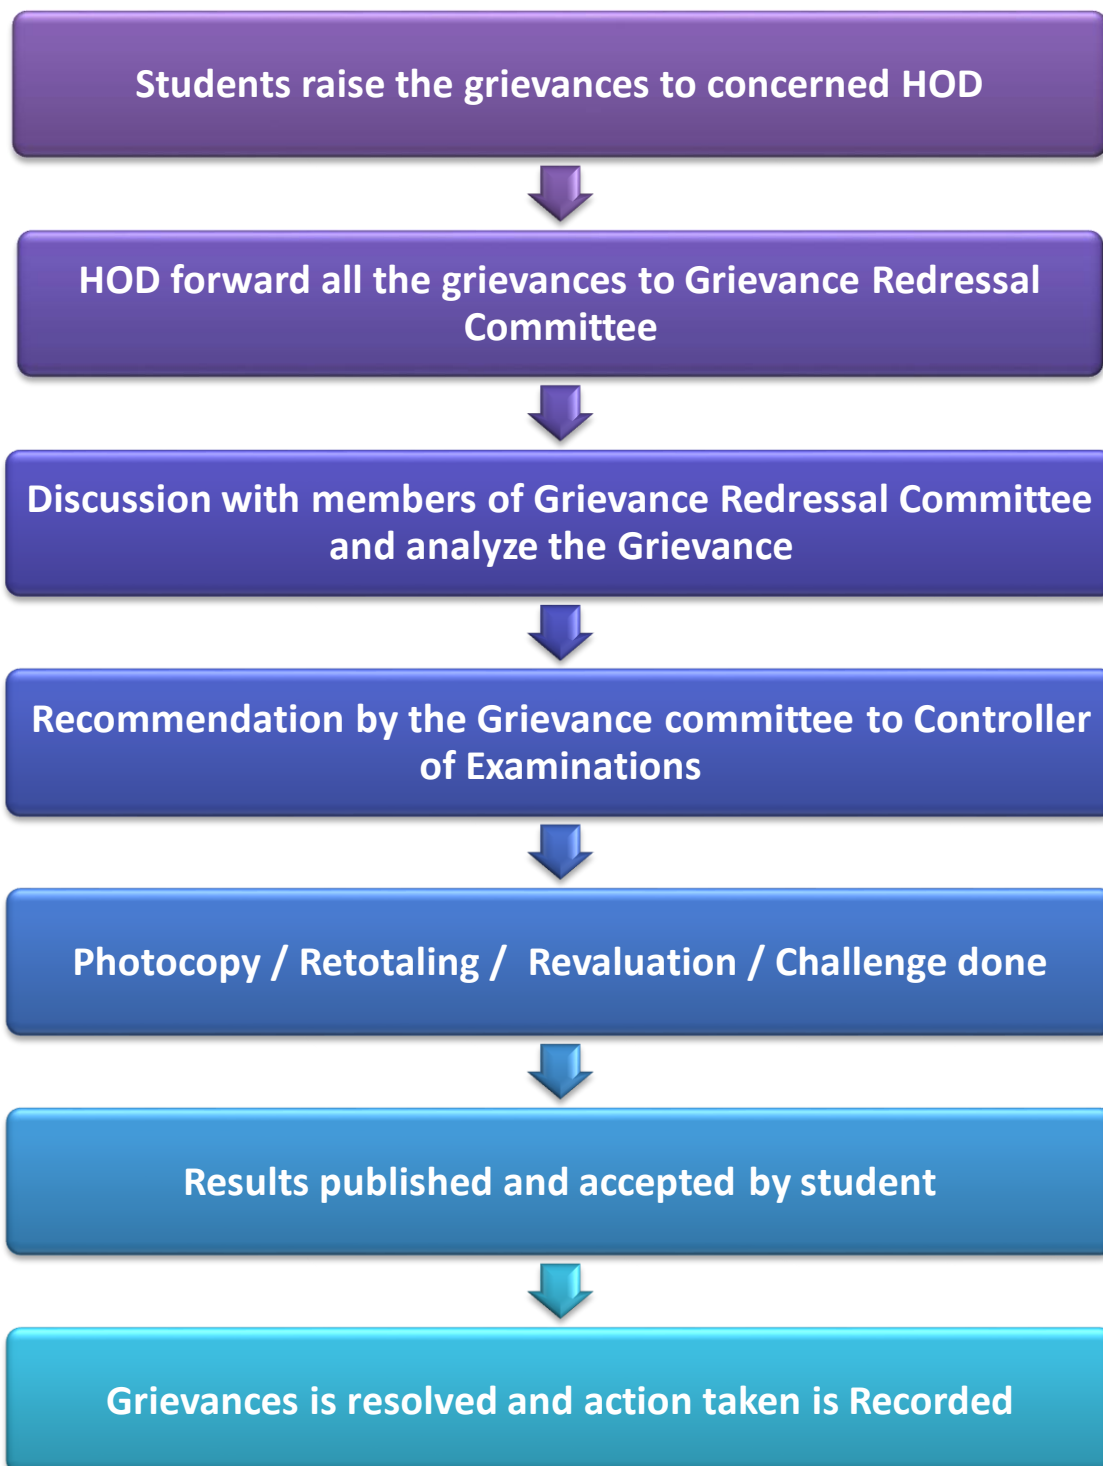 Students raise the grievances to concerned HOD
HOD forward all the grievances to Grievance Redressal
Committee
Discussion with members of Grievance Redressal Committee
and analyze the Grievance
Recommendation by the Grievance committee to Controller
of Examinations
Photocopy / Retotaling /  Revaluation / Challenge done
Results published and accepted by student
Grievances is resolved and action taken is Recorded